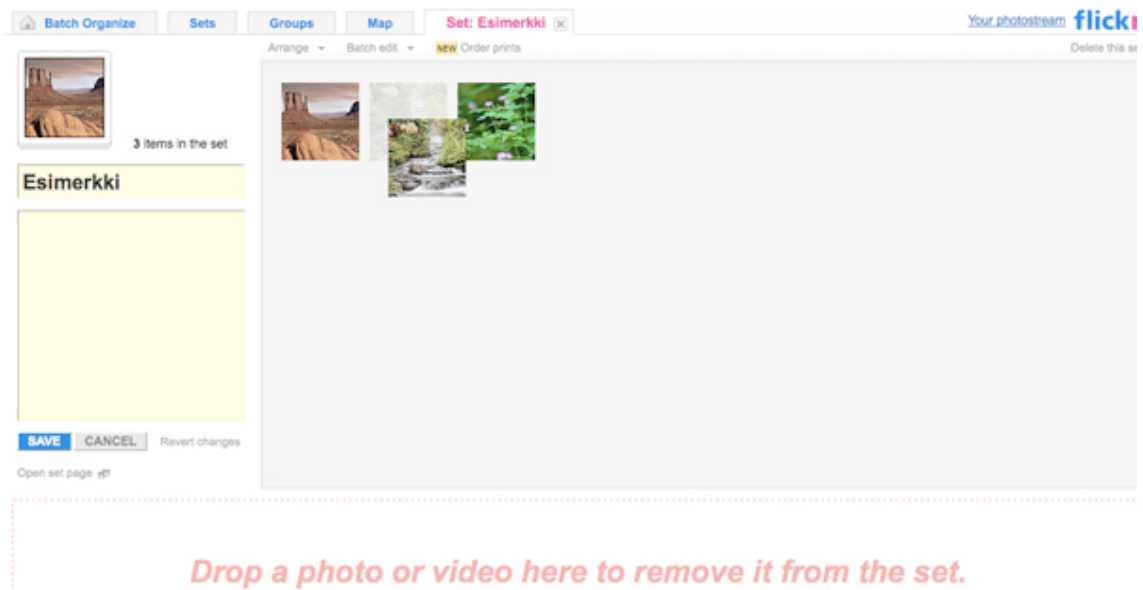 Batch Organize Sets Groups Map Set: Esimerkki Your photostream flickr
Arrange Batch edit NEW Order prints Delete this se
3 items in the set
Esimerkki
SAVE CANCEL Revert changes
Open set page
Drop a photo or video here to remove it from the set.